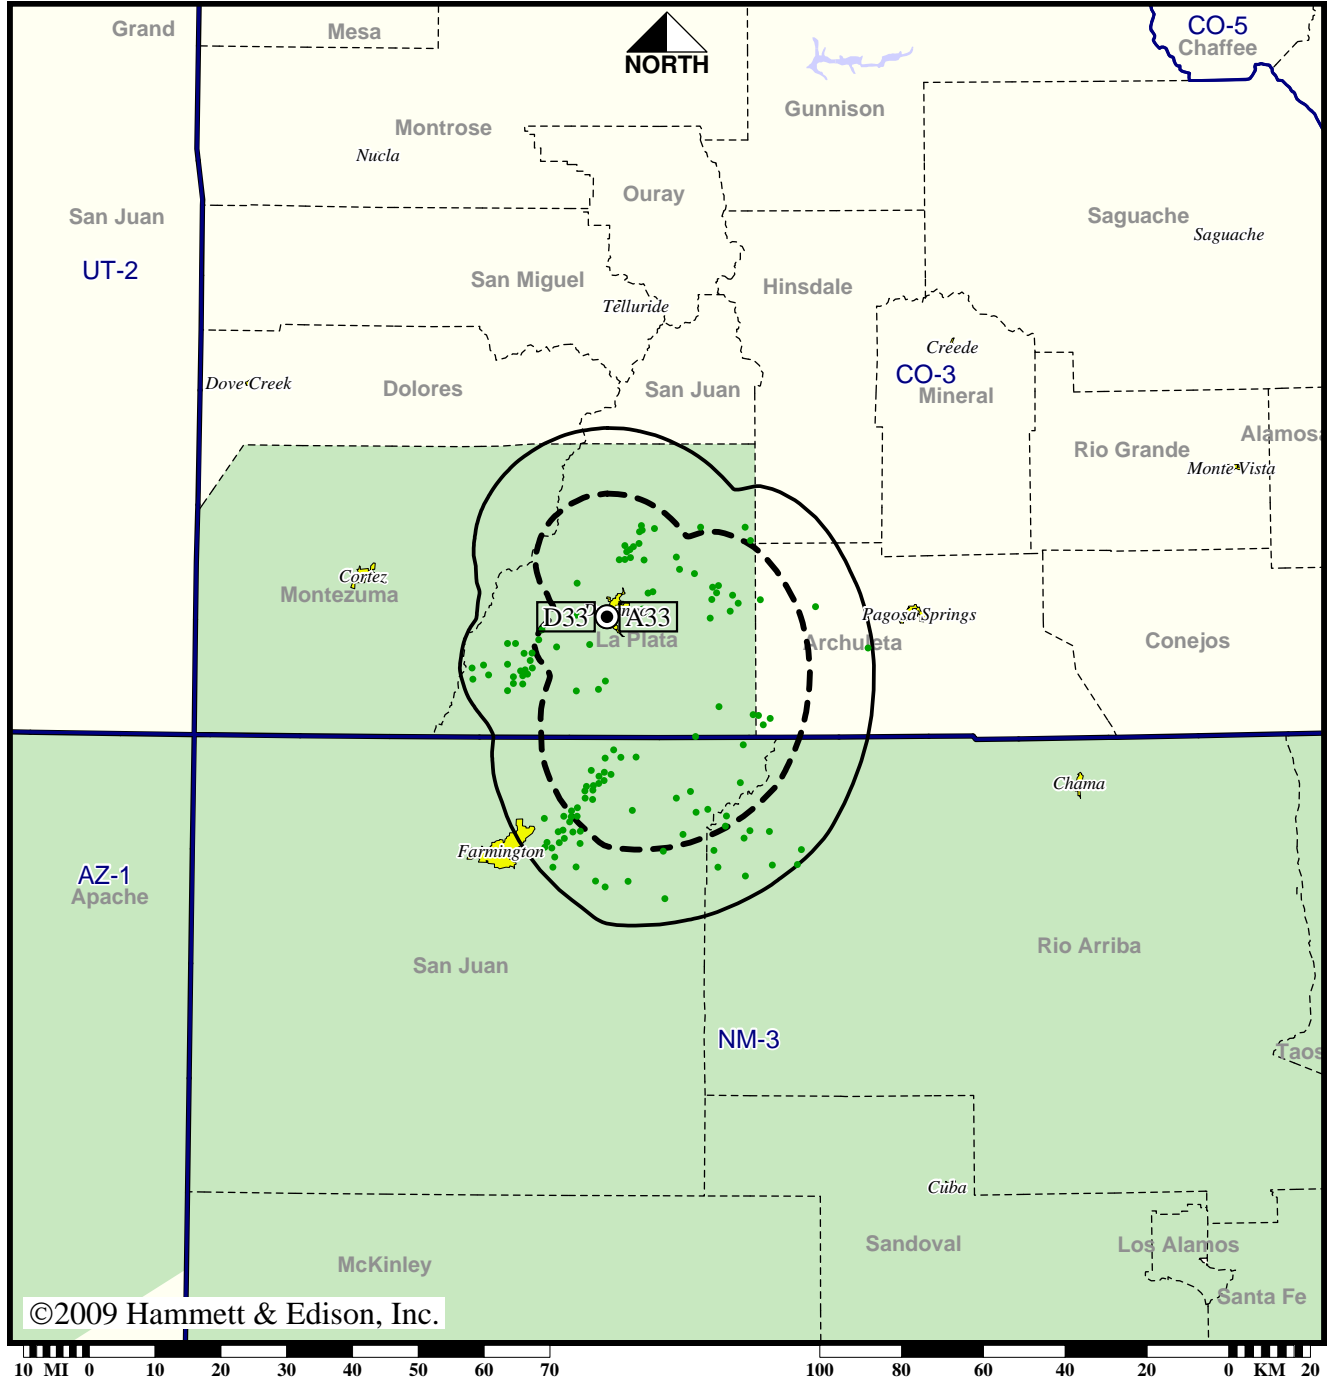 Grand
Mesa
CO-5
Chaffee
NORTH
Gunnison
Montrose
Nucla
Ouray
San Juan
Saguache
Saguache
UT-2
San Miguel
Hinsdale
Telluride
Creede
CO-3
Dove Creek
Dolores
San Juan
Mineral
Alamosa
Rio Grande
Monte Vista
Cortez
Montezuma
D33
A33
Pagosa Springs
La Plata
Archuleta
Conejos
Chama
Farmington
AZ-1
Apache
Rio Arriba
San Juan
NM-3
Taos
Cuba
Sandoval
Los Alamos
McKinley
Santa Fe
©2009 Hammett & Edison, Inc.
10 MI 0 10 20 30 40 50 60 70 100 80 60 40 20 0 KM 20